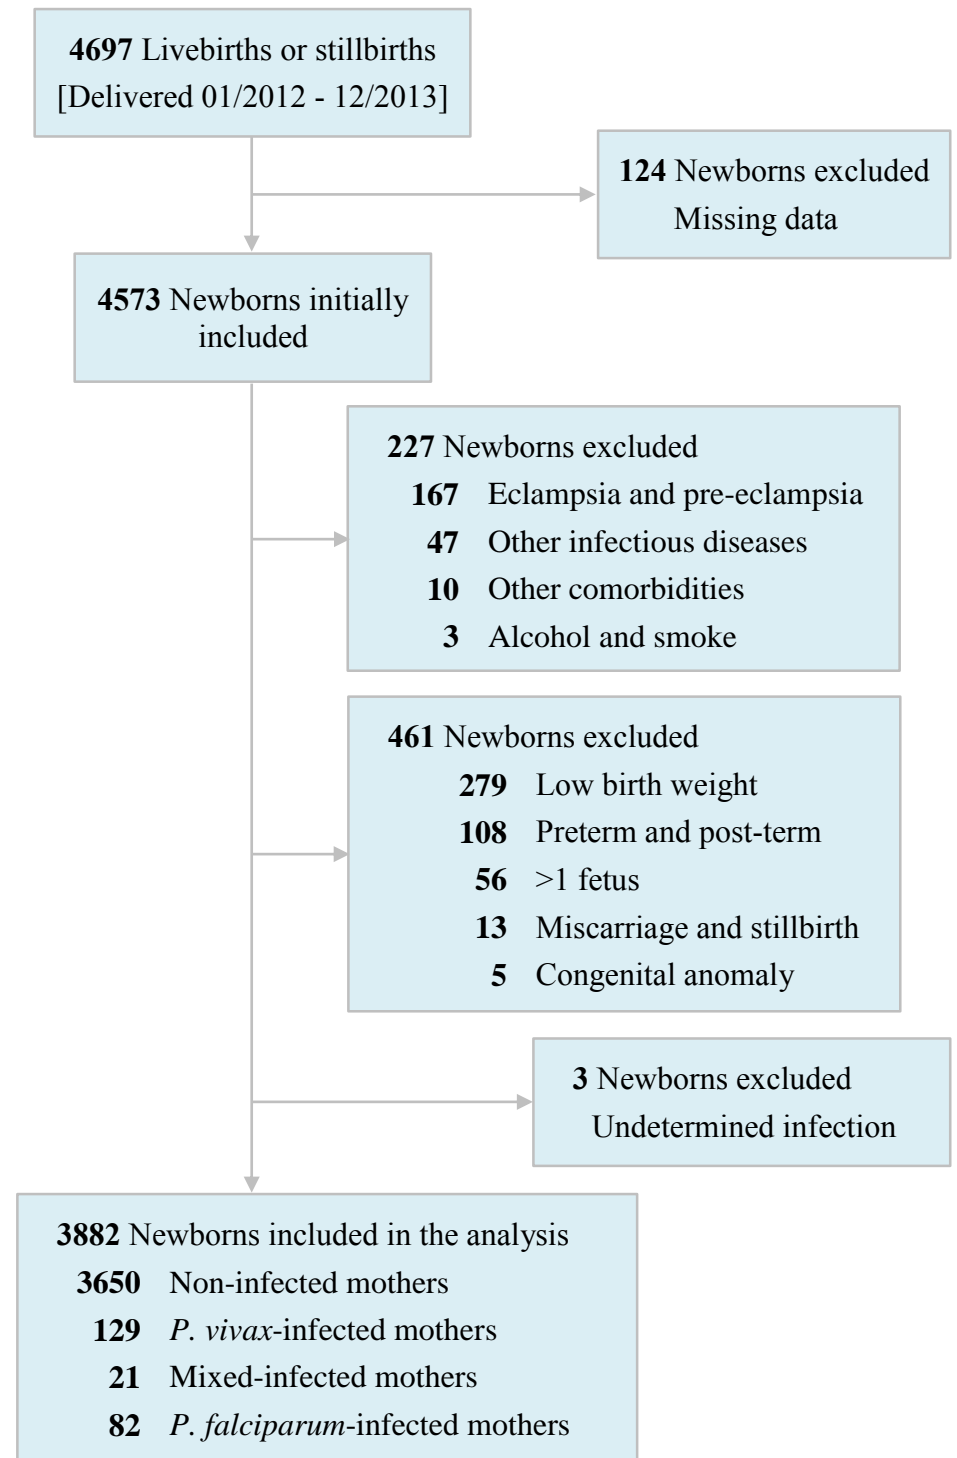 4697 Livebirths or stillbirths
[Delivered 01/2012 - 12/2013]
124 Newborns excluded
Missing data
4573 Newborns initially
included
227 Newborns excluded
167 Eclampsia and pre-eclampsia
47 Other infectious diseases
10 Other comorbidities
3 Alcohol and smoke
461 Newborns excluded
279 Low birth weight
108 Preterm and post-term
56 >1 fetus
13 Miscarriage and stillbirth
5 Congenital anomaly
3 Newborns excluded
Undetermined infection
3882 Newborns included in the analysis
3650 Non-infected mothers
129 P. vivax-infected mothers
21 Mixed-infected mothers
82 P. falciparum-infected mothers